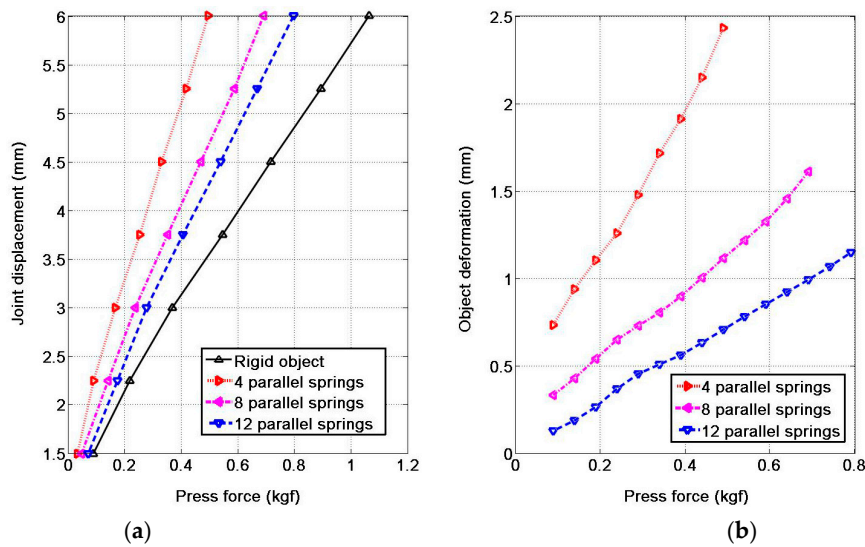 6
5.5
5
4.5
4
3.5
3
2.5
2
1.5
0
0.2
0.4
0.6
0.8
1
1.2
Joint displacement (mm)
Press force (kgf)
Rigid object
4 parallel springs
8 parallel springs
12 parallel springs
(a)
2.5
2
1.5
1
0.5
0
0
0.2
0.4
0.6
0.8
Object deformation (mm)
Press force (kgf)
4 parallel springs
8 parallel springs
12 parallel springs
(b)